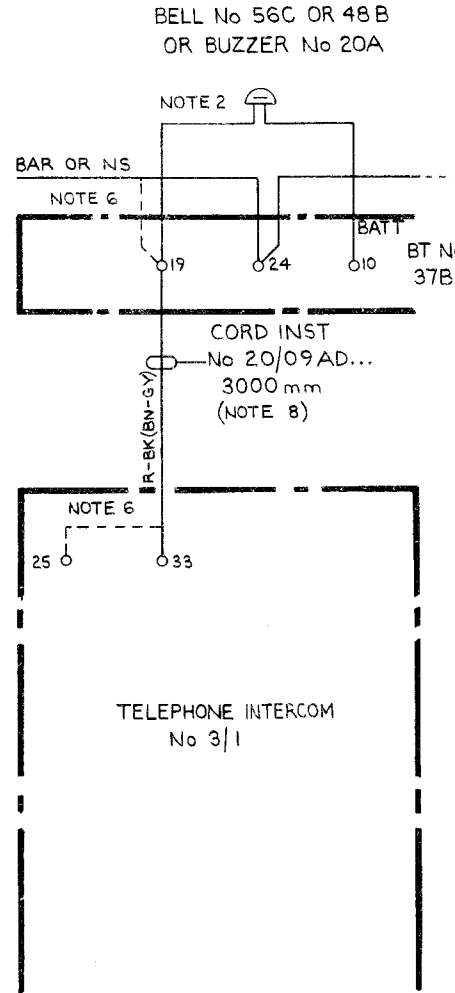 BELL No 56C OR 48B
OR BUZZER No 20A
NOTE 2
BAR OR NS
NOTE 6
BATT
19
24
10
BT N
37B
CORD INST
No 20/09 AD...
3000 mm
(NOTE 8)
R-BK(BN-GY)
NOTE 6
25
33
TELEPHONE INTERCOM
No 3/1